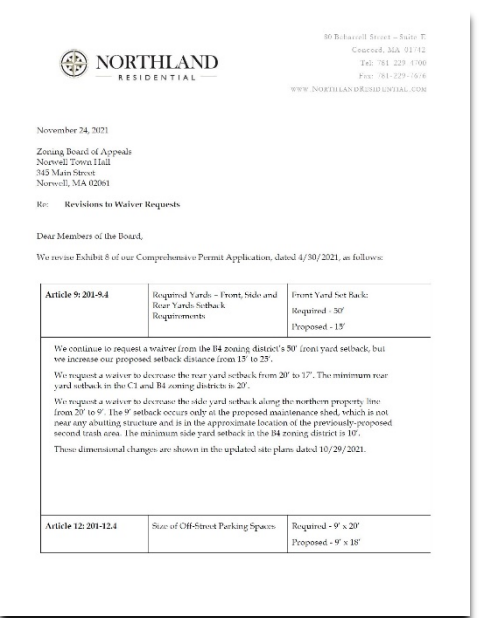 80 Beharrell Street – Suite E
Concord, MA 01742
Tel: 781-229-4700
Fax: 781-229-7676
www.NorthlandResidential.com
NORTHLAND
RESIDENTIAL
November 24, 2021
Zoning Board of Appeals
Norwell Town Hall
345 Main Street
Norwell, MA 02061
Re: Revisions to Waiver Requests
Dear Members of the Board,
We revise Exhibit 8 of our Comprehensive Permit Application, dated 4/30/2021, as follows:
Article 9: 201-9.4
Required Yards – Front, Side and
Rear Yards Setback
Requirements
Front Yard Set Back:
Required - 50'
Proposed - 15'
We continue to request a waiver from the B4 zoning district's 50' front yard setback, but
we increase our proposed setback distance from 15' to 25'.
We request a waiver to decrease the rear yard setback from 20' to 17'. The minimum rear
yard setback in the C1 and B4 zoning districts is 20'.
We request a waiver to decrease the side yard setback along the northern property line
from 20' to 9'. The 9' setback occurs only at the proposed maintenance shed, which is not
near any abutting structure and is in the approximate location of the previously-proposed
second trash area. The minimum side yard setback in the B4 zoning district is 10'.
These dimensional changes are shown in the updated site plans dated 10/29/2021.
Article 12: 201-12.4
Size of Off-Street Parking Spaces
Required - 9' x 20'
Proposed - 9' x 18'